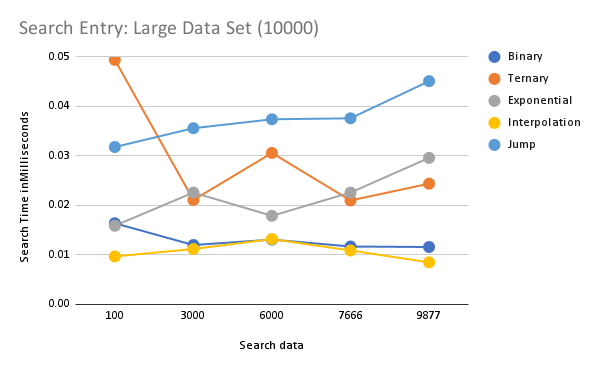 Search Entry: Large Data Set (10000)
0.05
0.04
0.03
0.02
0.01
0.00
Search Time inMilliseconds
100 3000 6000 7666 9877
Search data
Binary
Ternary
Exponential
Interpolation
Jump